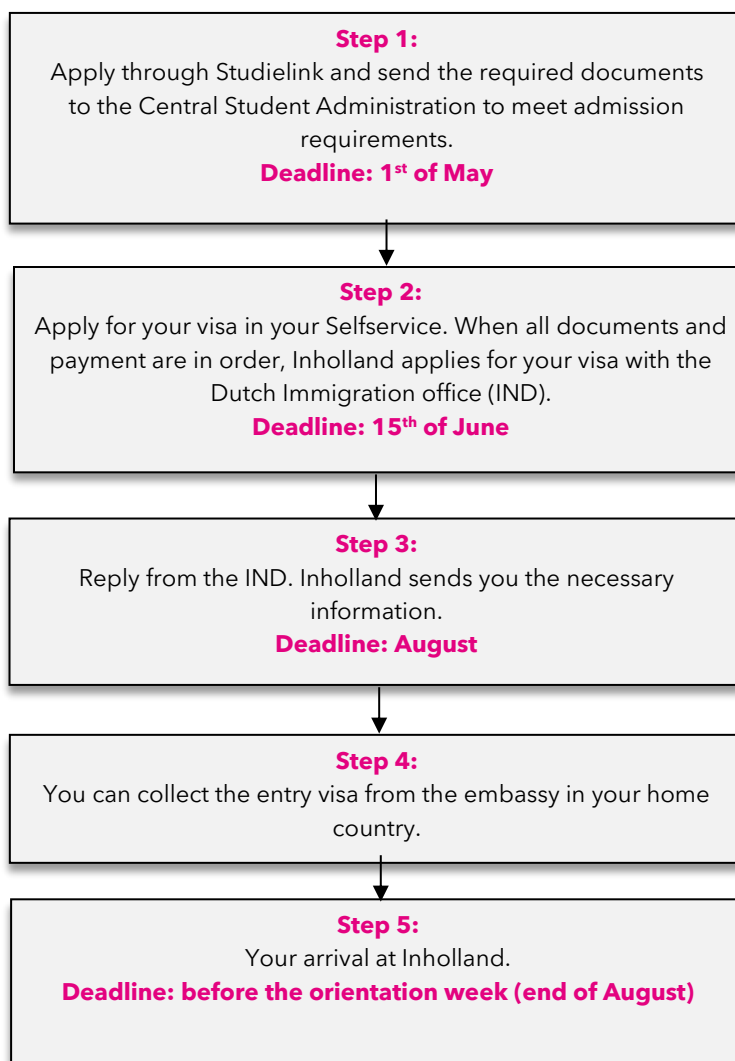 Step 1:
Apply through Studielink and send the required documents
to the Central Student Administration to meet admission
requirements.
Deadline: 1st of May
Step 2:
Apply for your visa in your Selfservice. When all documents and
payment are in order, Inholland applies for your visa with the
Dutch Immigration office (IND).
Deadline: 15th of June
Step 3:
Reply from the IND. Inholland sends you the necessary
information.
Deadline: August
Step 4:
You can collect the entry visa from the embassy in your home
country.
Step 5:
Your arrival at Inholland.
Deadline: before the orientation week (end of August)